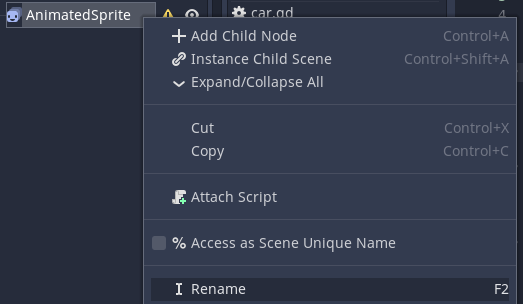 AnimatedSprite
car.gd
4
Add Child Node Control+A
Instance Child Scene Control+Shift+A
Expand/Collapse All
Cut Control+X
Copy Control+C
Attach Script
% Access as Scene Unique Name
Rename F2